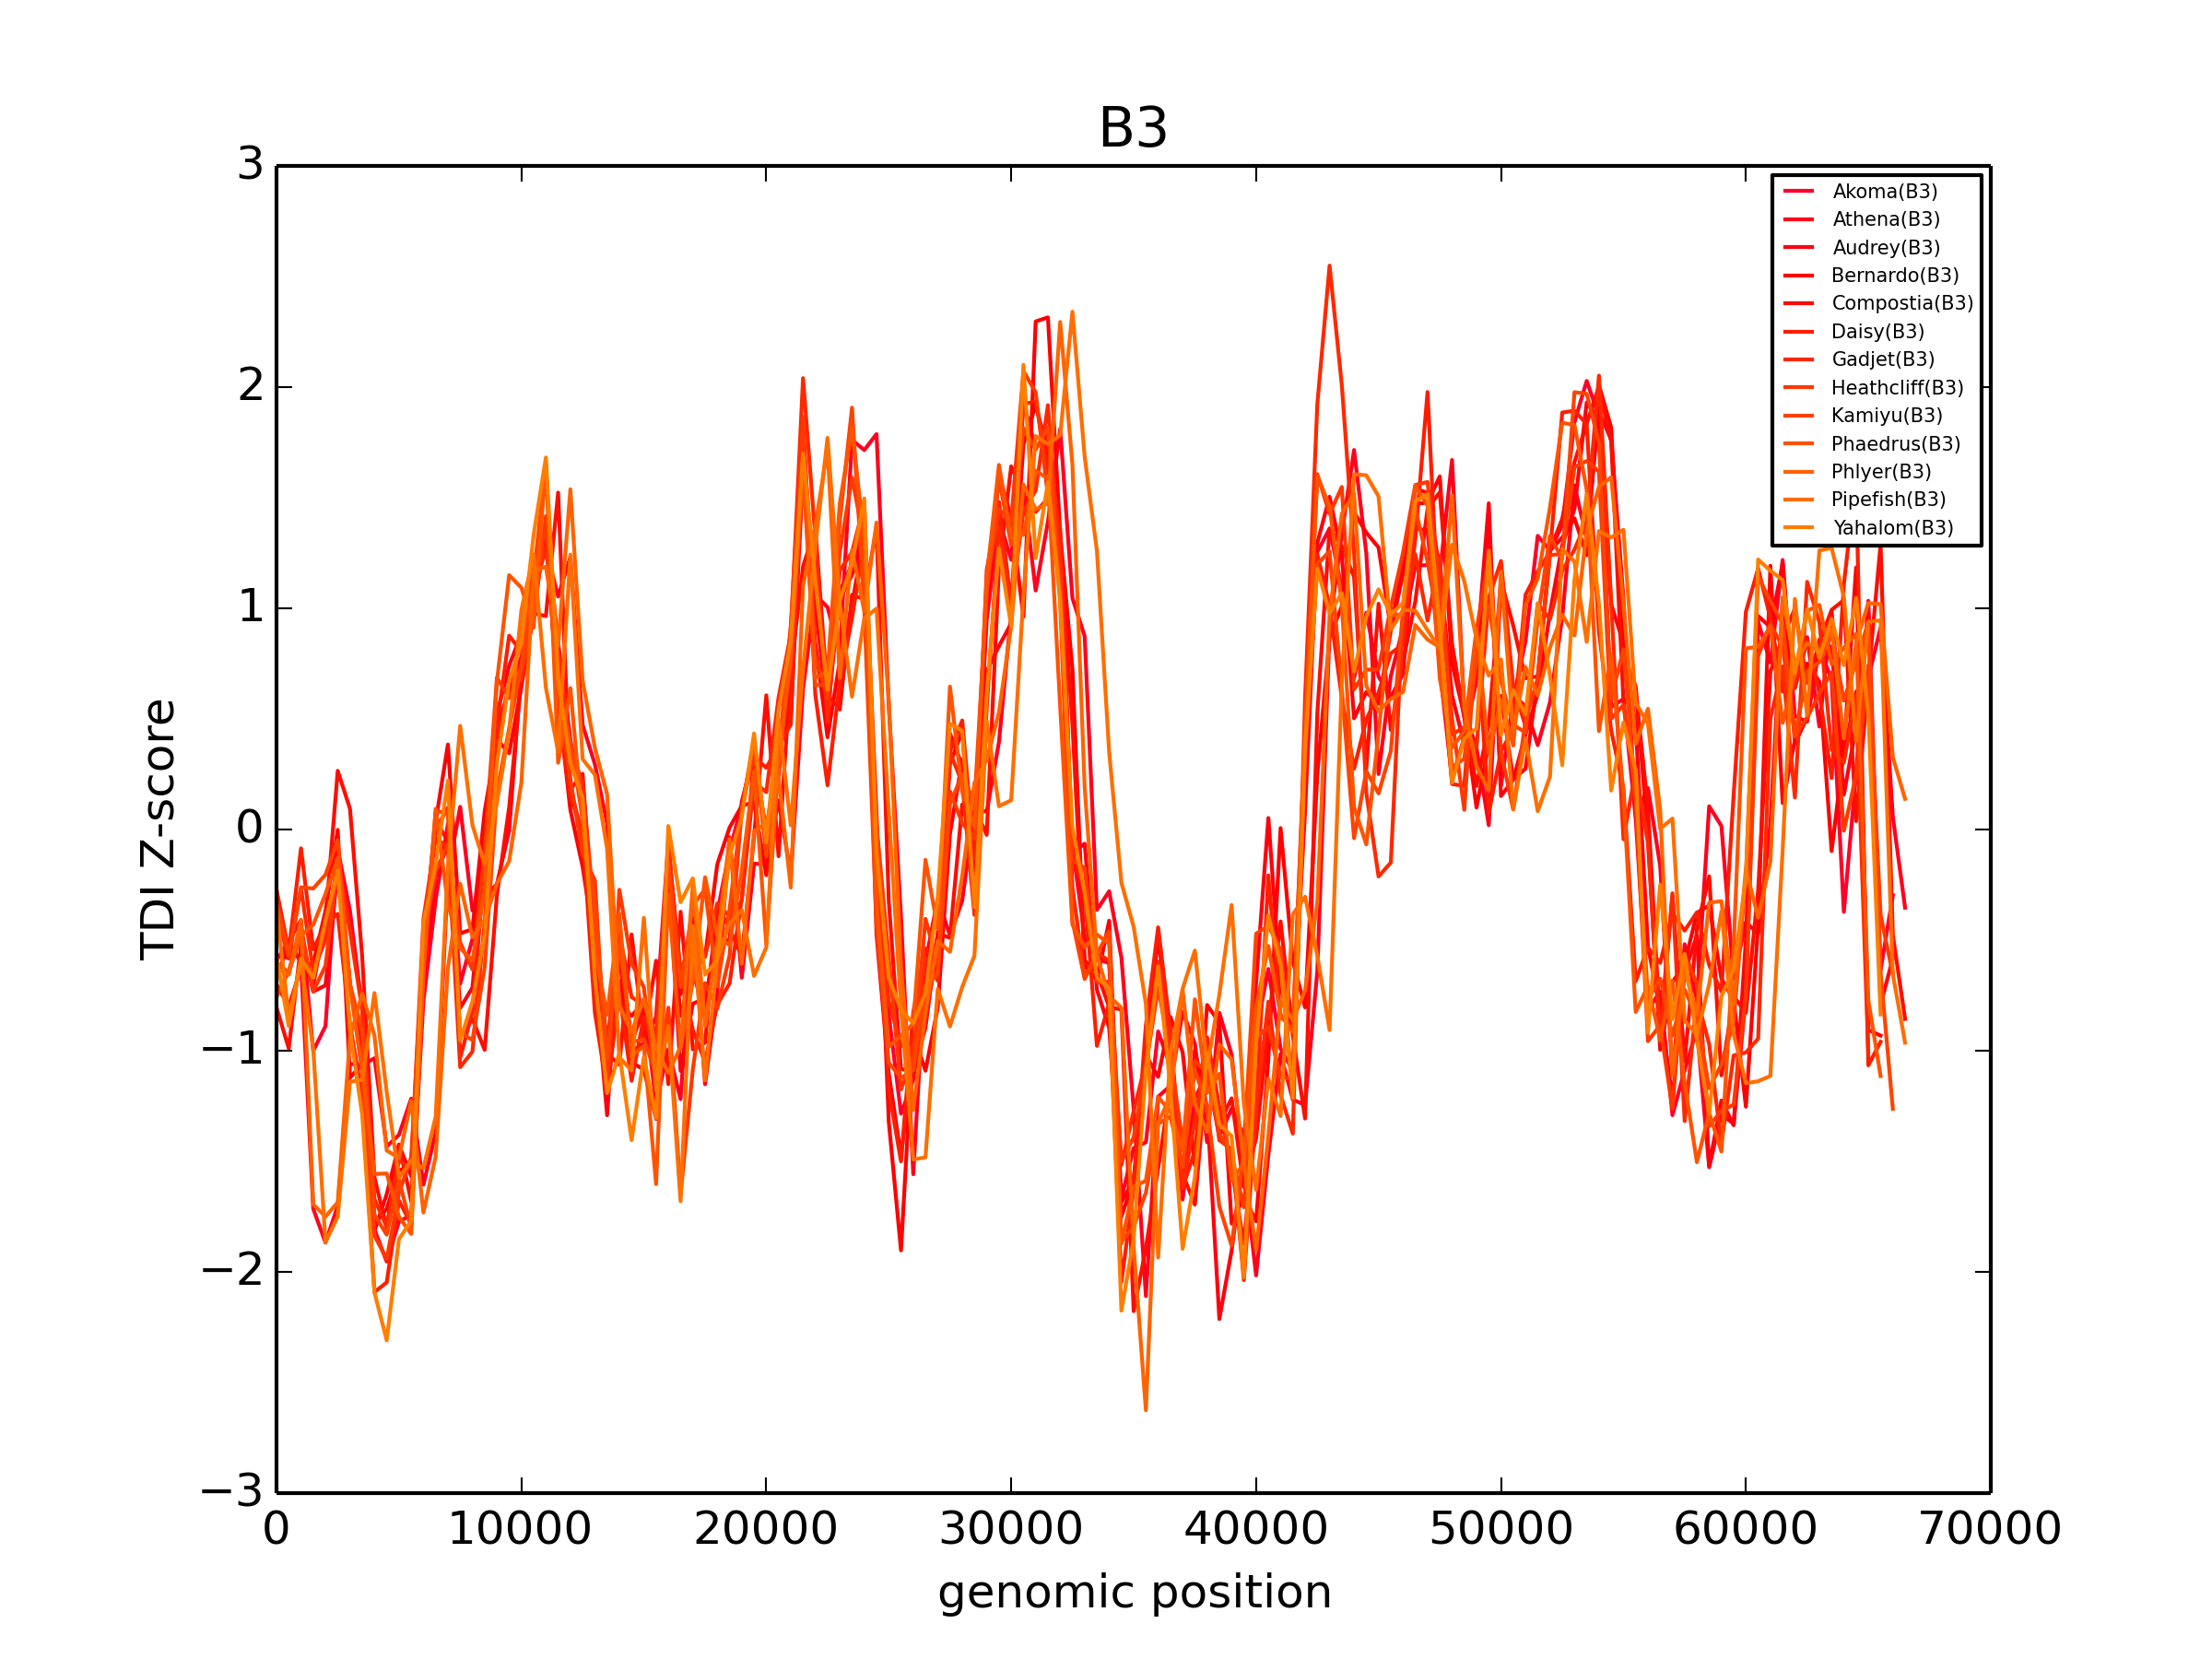 B3
3
2
1
0
−1
−2
−3
TDI Z-score
0 10000 20000 30000 40000 50000 60000 70000
genomic position
Akoma(B3)
Athena(B3)
Audrey(B3)
Bernardo(B3)
Compostia(B3)
Daisy(B3)
Gadjet(B3)
Heathcliff(B3)
Kamiyu(B3)
Phaedrus(B3)
Phlyer(B3)
Pipefish(B3)
Yahalom(B3)